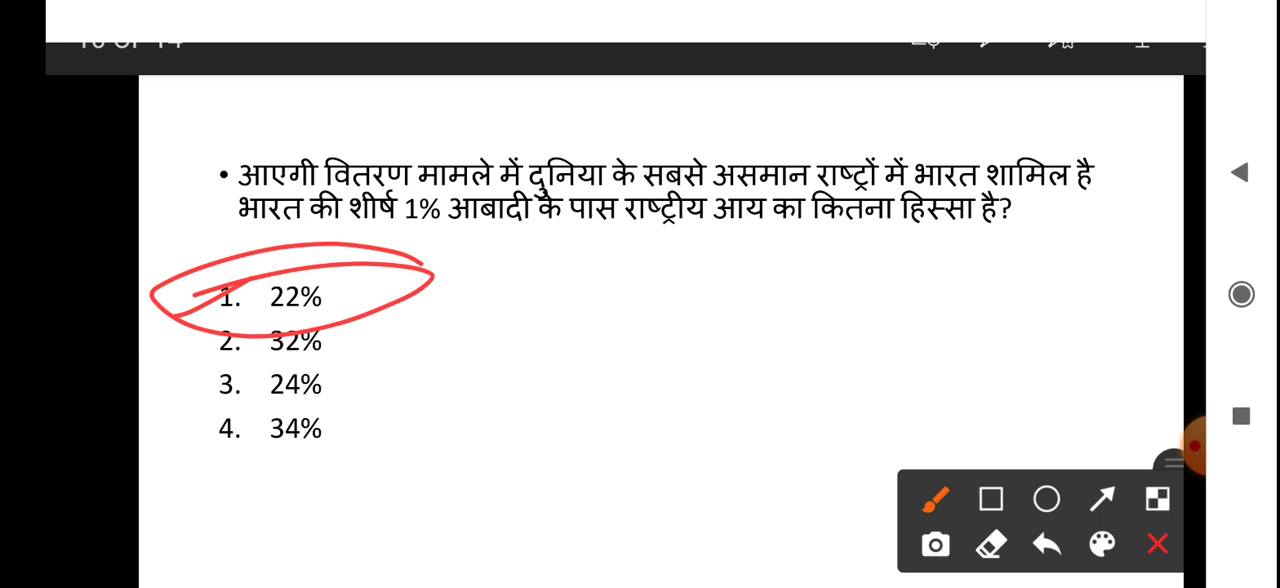 • आएगी वितरण मामले में दुनिया के सबसे असमान राष्ट्रों में भारत शामिल है
भारत की शीर्ष 1% आबादी के पास राष्ट्रीय आय का कितना हिस्सा है?
1. 22%
2. 32%
3. 24%
4. 34%